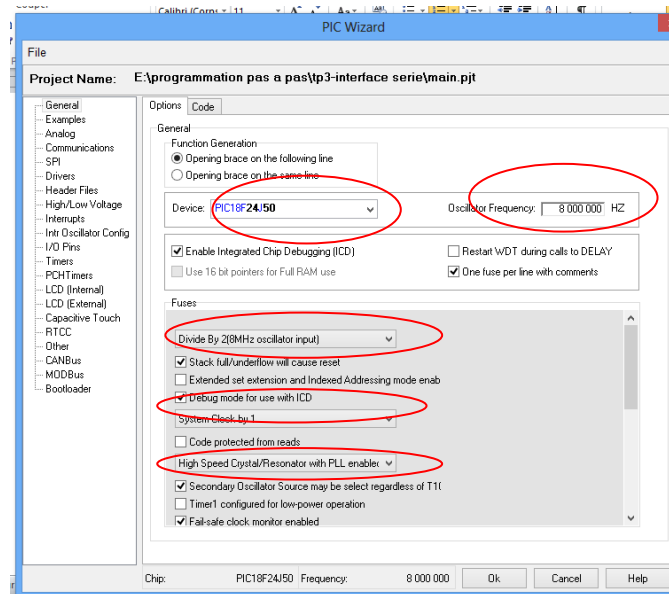 Calibri (Corps 11
PIC Wizard
File
Project Name: E:\programmation pas a pas\tp3-interface serie\main.pjt
General
Examples
Analog
Communications
SPI
Drivers
Header Files
High/Low Voltage
Interrupts
Intr Oscillator Config
I/O Pins
Timers
PCHTimers
LCD (Internal)
LCD (External)
Capacitive Touch
RTCC
Other
CANBus
MODBus
Bootloader
Options Code
General
Function Generation
Opening brace on the following line
Opening brace on the same line
Device: PIC18F24J50 Oscillator Frequency: 8 000 000 HZ
Enable Integrated Chip Debugging (ICD) Restart WDT during calls to DELAY
Use 16 bit pointers for Full RAM use One fuse per line with comments
Fuses
Divide By 2(8MHz oscillator input)
Stack full/underflow will cause reset
Extended set extension and Indexed Addressing mode enab
Debug mode for use with ICD
System Clock by 1
Code protected from reads
High Speed Crystal/Resonator with PLL enabled
Secondary Oscillator Source may be select regardless of T1(
Timer1 configured for low-power operation
Fail-safe clock monitor enabled
Chip: PIC18F24J50 Frequency: 8 000 000 Ok Cancel Help